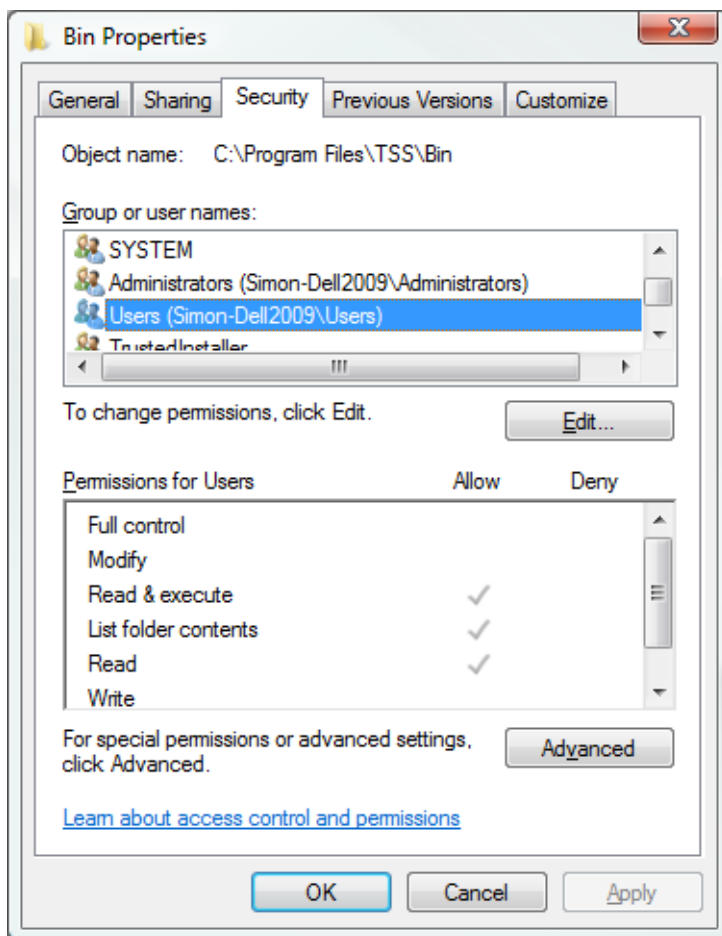 Bin Properties
General Sharing Security Previous Versions Customize
Object name: C:\Program Files\TSS\Bin
Group or user names:
SYSTEM
Administrators (Simon-Dell2009\Administrators)
Users (Simon-Dell2009\Users)
TrustedInstaller
To change permissions, click Edit. Edit...
Permissions for Users Allow Deny
Full control
Modify
Read & execute
List folder contents
Read
Write
For special permissions or advanced settings, click Advanced. Advanced
Learn about access control and permissions
OK Cancel Apply